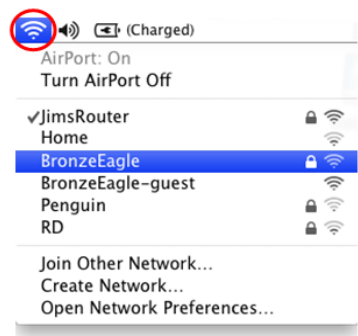 (Charged)
AirPort: On
Turn AirPort Off
✓JimsRouter
Home
BronzeEagle
BronzeEagle-guest
Penguin
RD
Join Other Network...
Create Network...
Open Network Preferences...